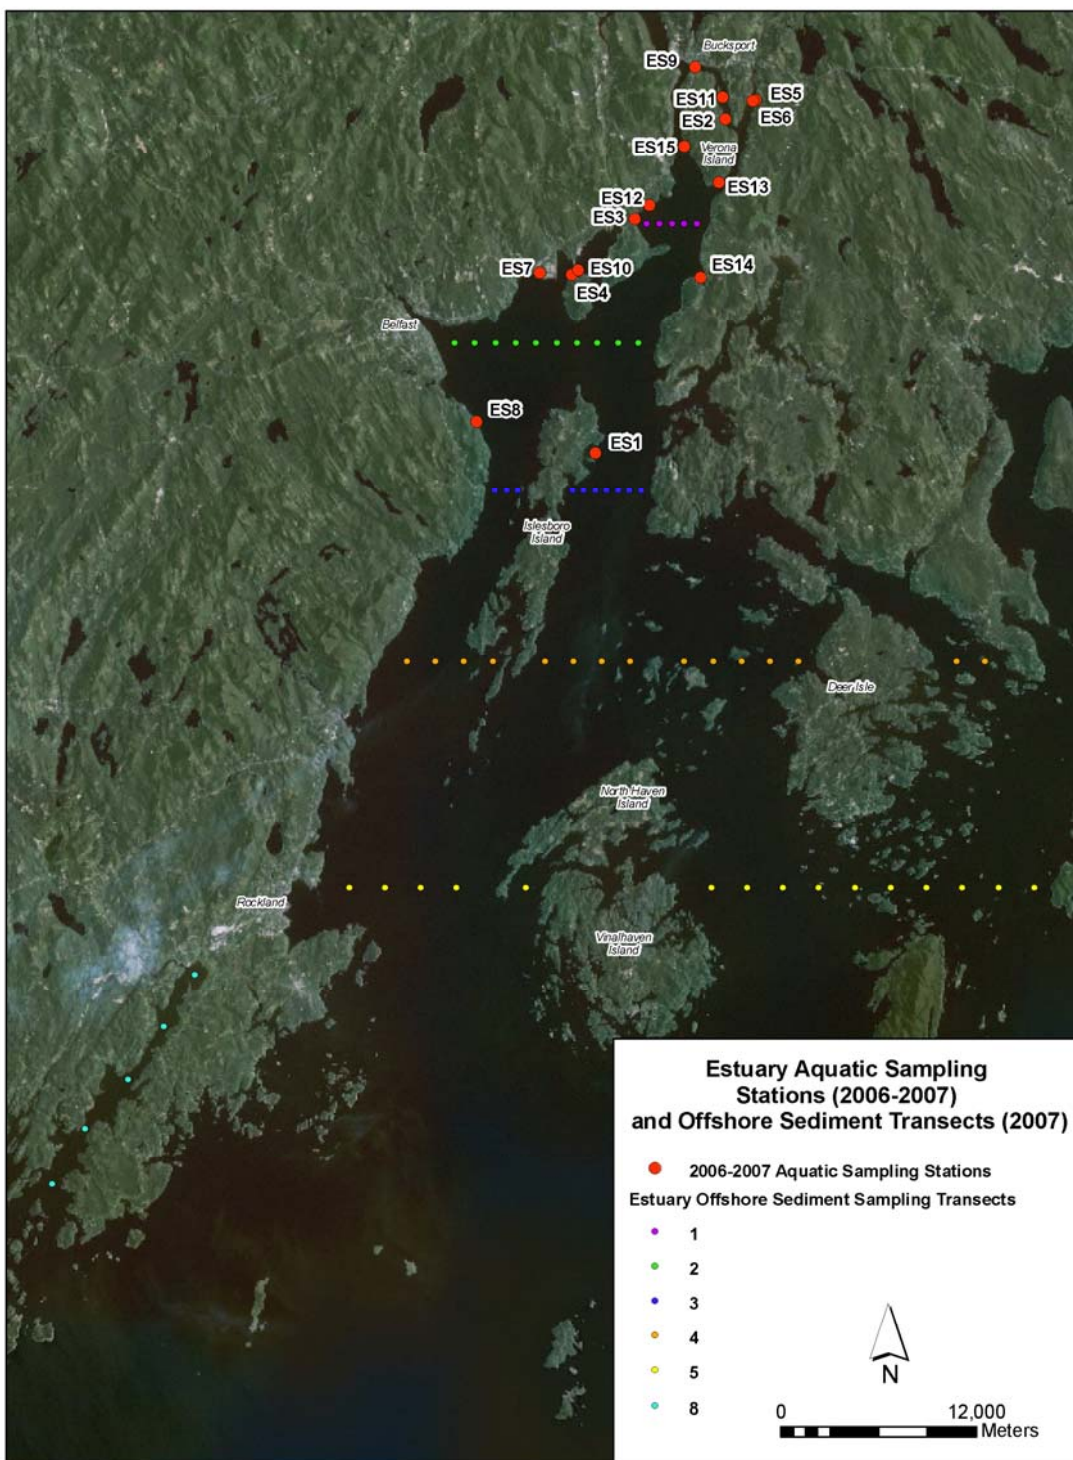 Bucksport
ES9
ES11
ES5
ES2
ES6
ES15
Verona
Island
ES13
ES12
ES3
ES7
ES10
ES14
ES4
Belfast
ES8
ES1
Islesboro
Island
Deer Isle
North Haven
Island
Rockland
Vinalhaven
Island
Estuary Aquatic Sampling
Stations (2006-2007)
and Offshore Sediment Transects (2007)
2006-2007 Aquatic Sampling Stations
Estuary Offshore Sediment Sampling Transects
1
2
3
4
5
8
N
0 12,000
Meters